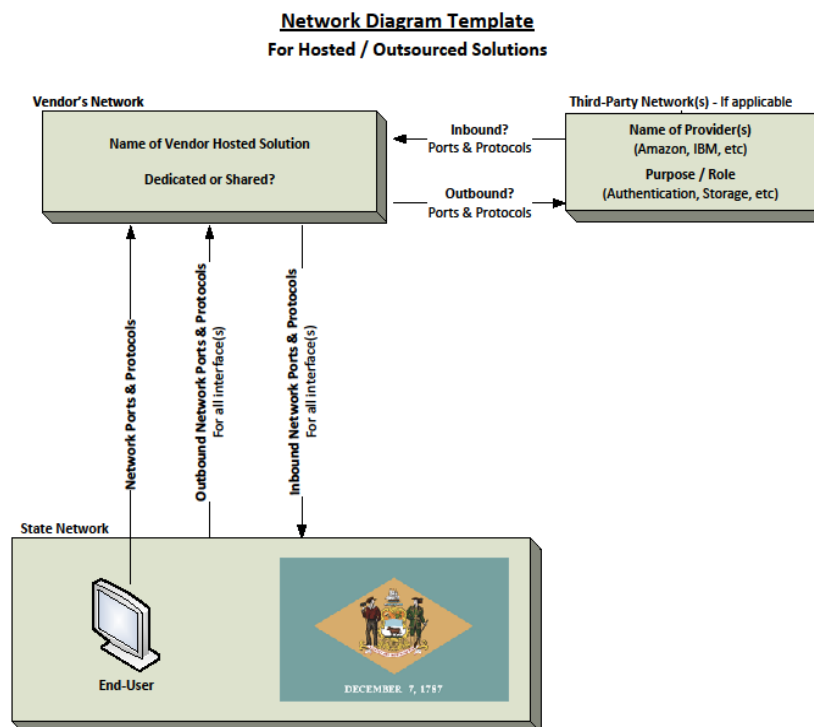 Network Diagram Template
For Hosted / Outsourced Solutions
Vendor's Network
Name of Vendor Hosted Solution
Dedicated or Shared?
Inbound?
Ports & Protocols
Outbound?
Ports & Protocols
Third-Party Network(s) - If applicable
Name of Provider(s)
(Amazon, IBM, etc)
Purpose / Role
(Authentication, Storage, etc)
Network Ports & Protocols
Outbound Network Ports & Protocols
For all interface(s)
Inbound Network Ports & Protocols
For all interface(s)
State Network
End-User
DECEMBER 7, 1787